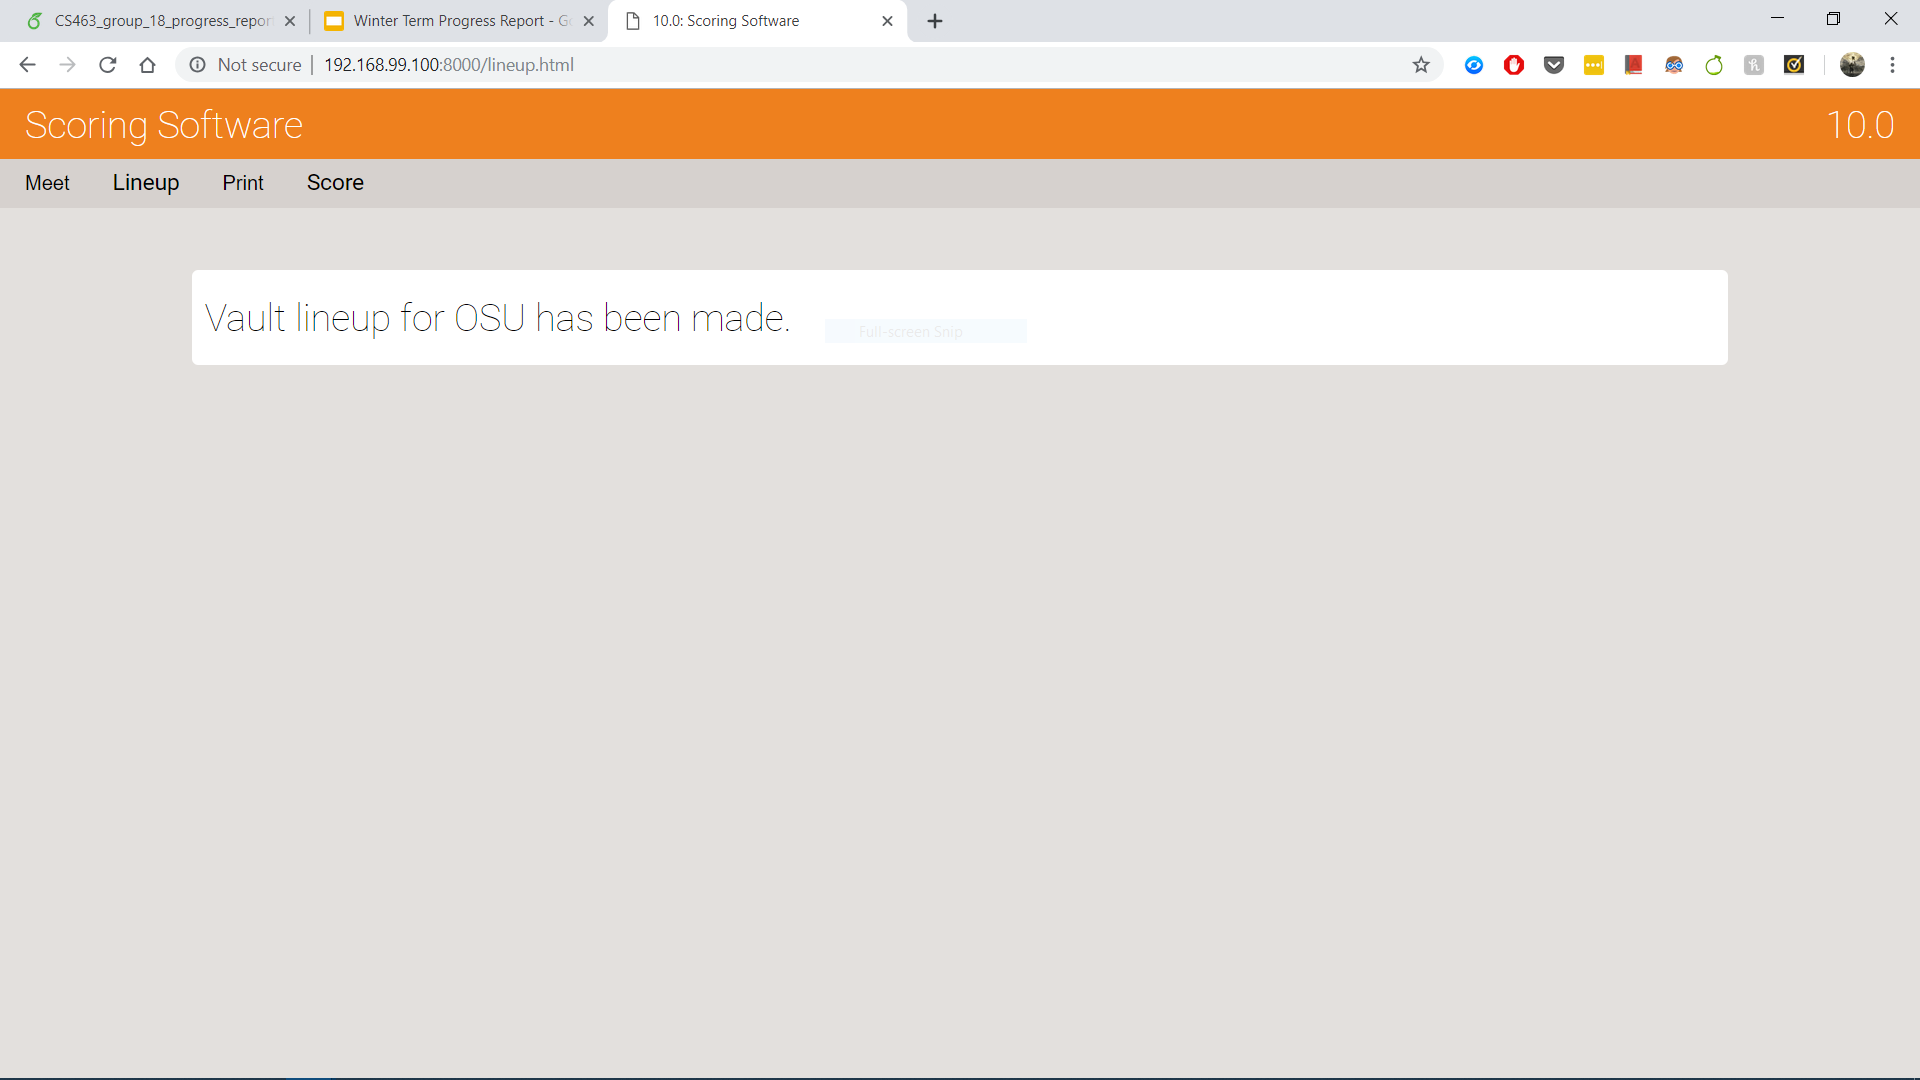 CS463_group_18_progress_repor
Winter Term Progress Report - Go
10.0: Scoring Software
Not secure | 192.168.99.100:8000/lineup.html
Scoring Software 10.0
Meet Lineup Print Score
Vault lineup for OSU has been made.
Full-screen Snip